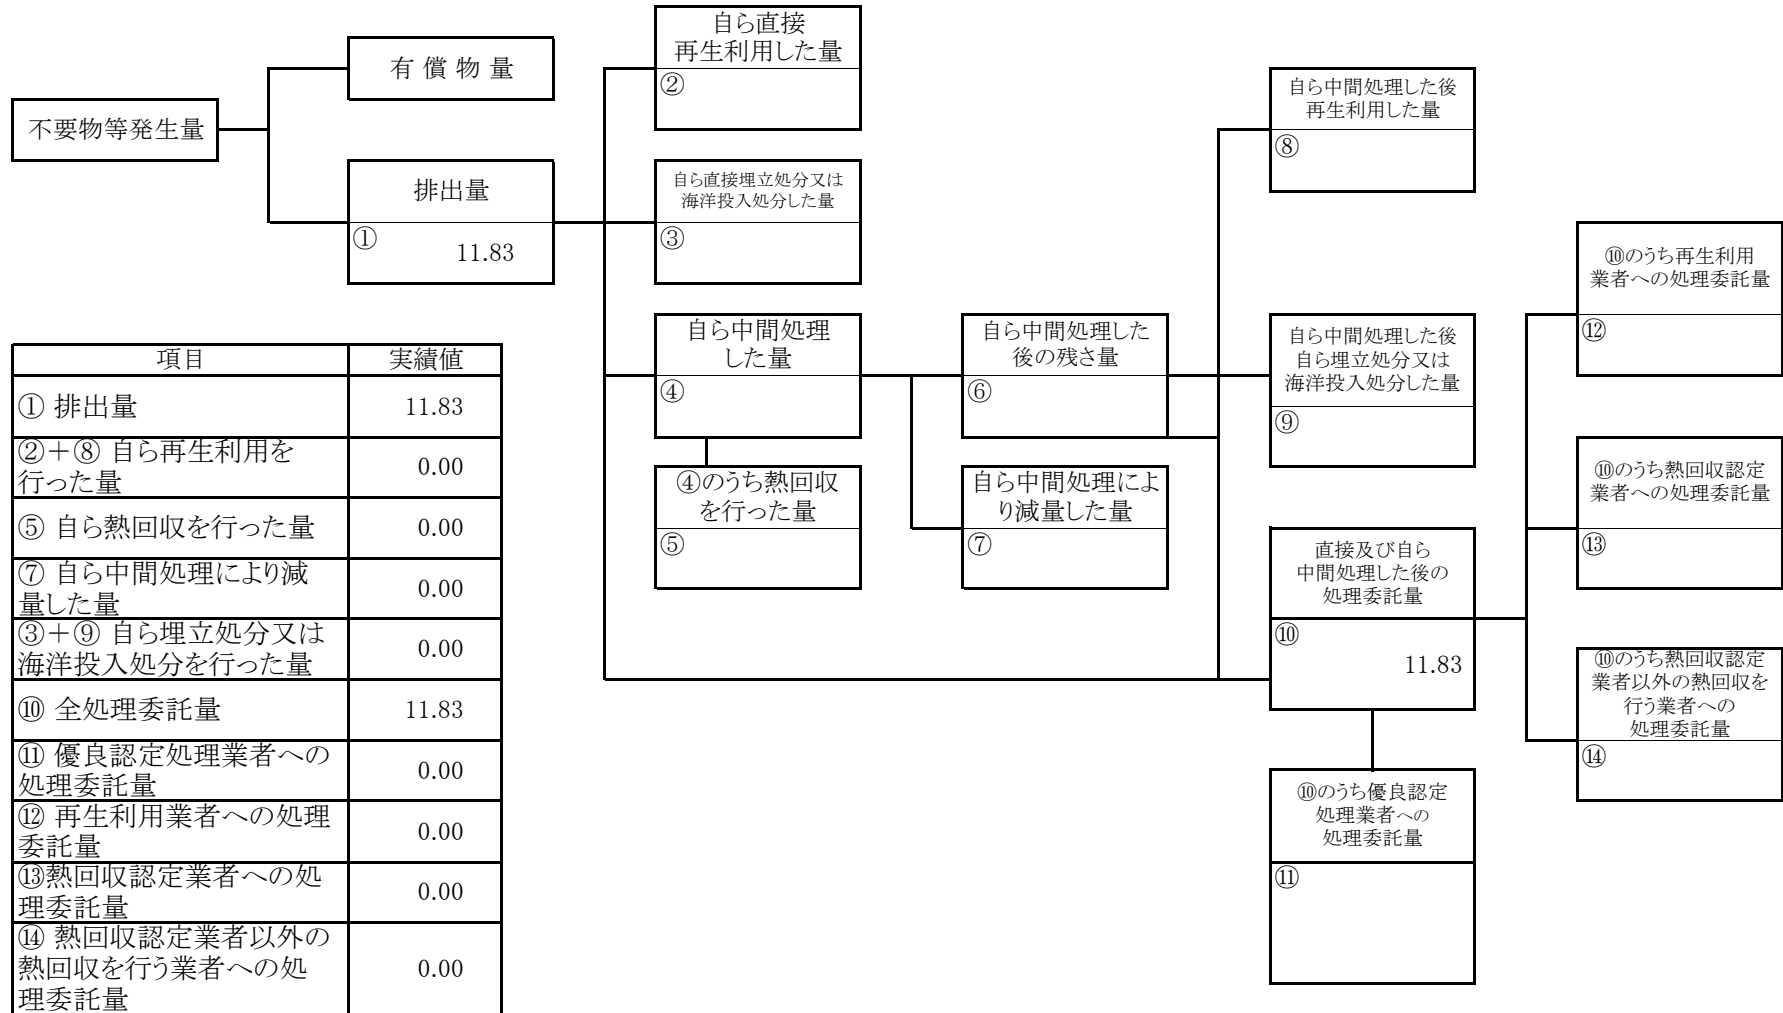 不要物等発生量
有 償 物 量
排出量
①
11.83
自ら直接
再生利用した量
②
自ら直接埋立処分又は
海洋投入処分した量
③
自ら中間処理
した量
④
④のうち熱回収
を行った量
⑤
自ら中間処理した
後の残さ量
⑥
自ら中間処理によ
り減量した量
⑦
自ら中間処理した後
再生利用した量
⑧
自ら中間処理した後
自ら埋立処分又は
海洋投入処分した量
⑨
直接及び自ら
中間処理した後の
処理委託量
⑩
11.83
⑩のうち優良認定
処理業者への
処理委託量
⑪
⑩のうち再生利用
業者への処理委託量
⑫
⑩のうち熱回収認定
業者への処理委託量
⑬
⑩のうち熱回収認定
業者以外の熱回収を
行う業者への
処理委託量
⑭
項目 実績値
① 排出量 11.83
②＋⑧ 自ら再生利用を
行った量 0.00
⑤ 自ら熱回収を行った量 0.00
⑦ 自ら中間処理により減
量した量 0.00
③＋⑨ 自ら埋立処分又は
海洋投入処分を行った量 0.00
⑩ 全処理委託量 11.83
⑪ 優良認定処理業者への
処理委託量 0.00
⑫ 再生利用業者への処理
委託量 0.00
⑬熱回収認定業者への処
理委託量 0.00
⑭ 熱回収認定業者以外の
熱回収を行う業者への処
理委託量 0.00